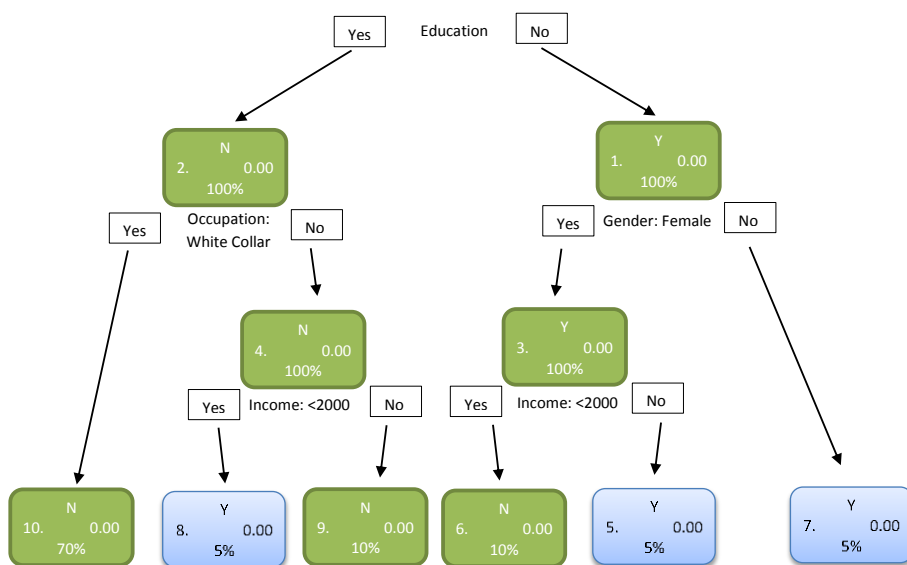 Yes Education No
N
2. 0.00
100%
Y
1. 0.00
100%
Yes Occupation: No
White Collar
Yes Gender: Female No
N
4. 0.00
100%
Y
3. 0.00
100%
Yes Income: <2000 No
Yes Income: <2000 No
N
10. 0.00
70%
Y
8. 0.00
5%
N
9. 0.00
10%
N
6. 0.00
10%
Y
5. 0.00
5%
Y
7. 0.00
5%